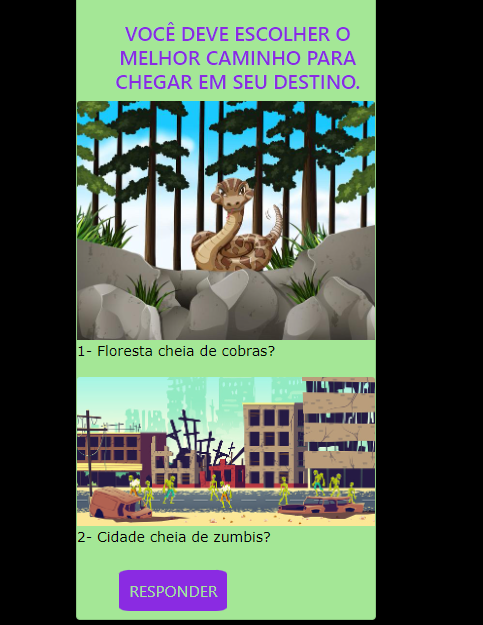 VOCÊ DEVE ESCOLHER O
MELHOR CAMINHO PARA
CHEGAR EM SEU DESTINO.
1- Floresta cheia de cobras?
2- Cidade cheia de zumbis?
RESPONDER